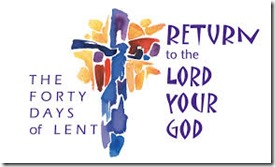 THE
FORTY
DAYS
of LENT
RETURN
to the
LORD
YOUR
GOD